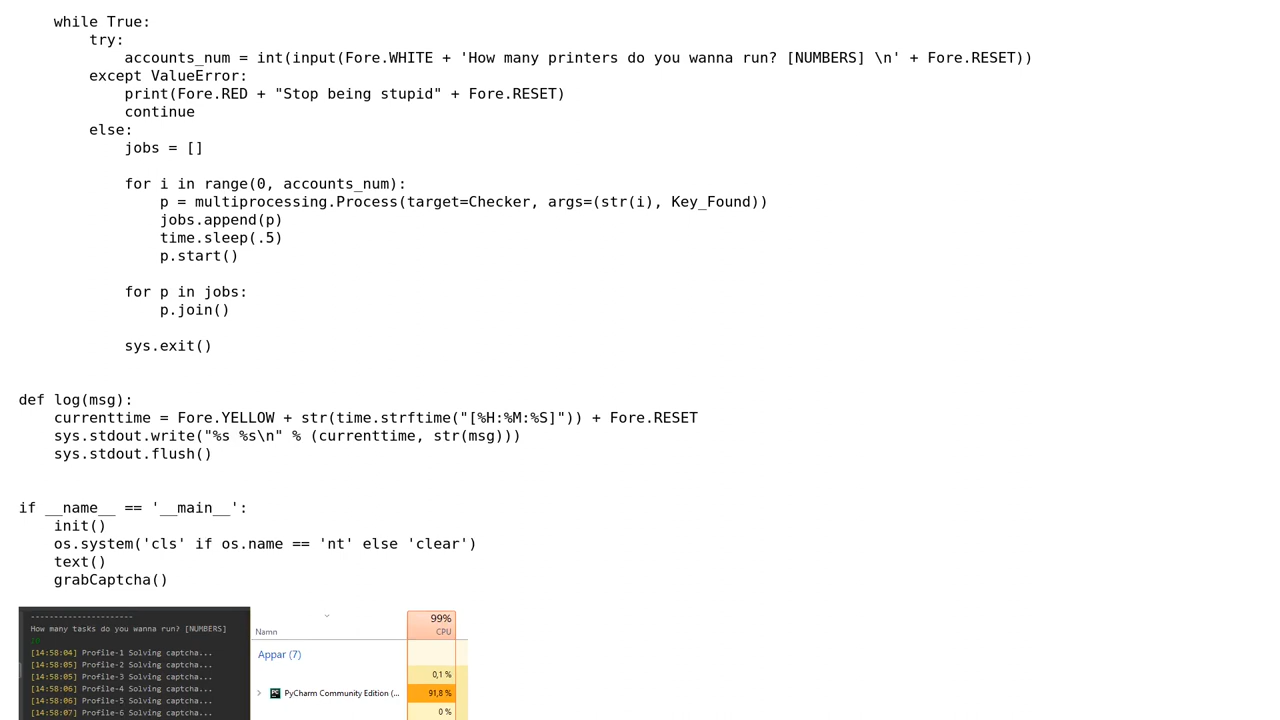 while True:
try:
accounts_num = int(input(Fore.WHITE + 'How many printers do you wanna run? [NUMBERS] \n' + Fore.RESET))
except ValueError:
print(Fore.RED + "Stop being stupid" + Fore.RESET)
continue
else:
jobs = []
for i in range(0, accounts_num):
p = multiprocessing.Process(target=Checker, args=(str(i), Key_Found))
jobs.append(p)
time.sleep(.5)
p.start()
for p in jobs:
p.join()
sys.exit()
def log(msg):
currenttime = Fore.YELLOW + str(time.strftime("[%H:%M:%S]")) + Fore.RESET
sys.stdout.write("%s %s\n" % (currenttime, str(msg)))
sys.stdout.flush()
if __name__ == '__main__':
init()
os.system('cls' if os.name == 'nt' else 'clear')
text()
grabCaptcha()
----------------------
How many tasks do you wanna run? [NUMBERS]
[14:58:04] Profile-1 Solving captcha...
[14:58:05] Profile-2 Solving captcha...
[14:58:05] Profile-3 Solving captcha...
[14:58:06] Profile-4 Solving captcha...
[14:58:06] Profile-5 Solving captcha...
[14:58:07] Profile-6 Solving captcha...
99%
Namn CPU
Appar (7)
0,1 %
PyCharm Community Edition (... 91,8 %
0 %